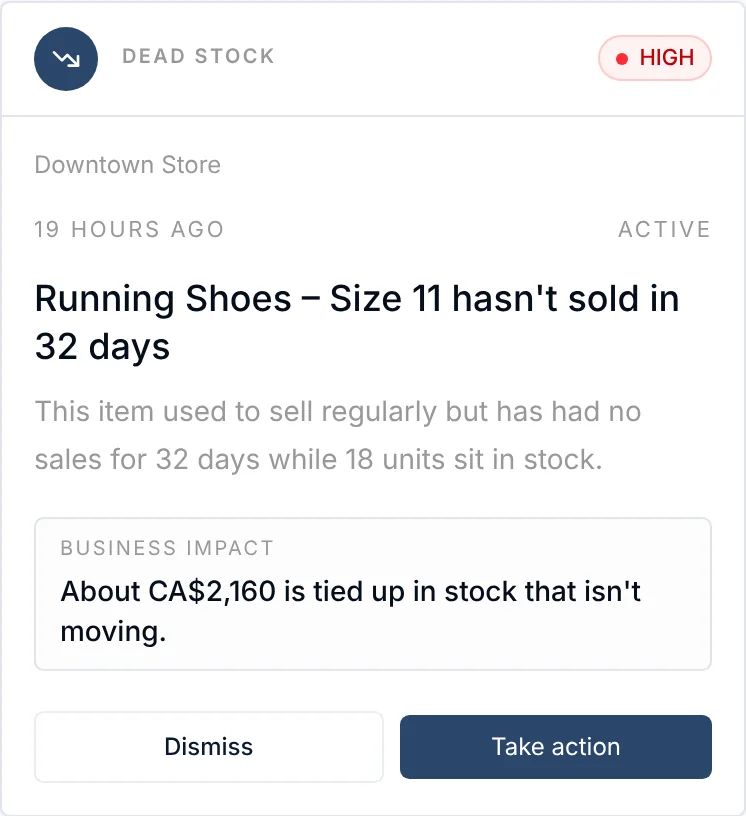 DEAD STOCK
HIGH
Downtown Store
19 HOURS AGO
ACTIVE
Running Shoes – Size 11 hasn't sold in
32 days
This item used to sell regularly but has had no
sales for 32 days while 18 units sit in stock.
BUSINESS IMPACT
About CA$2,160 is tied up in stock that isn't
moving.
Dismiss
Take action